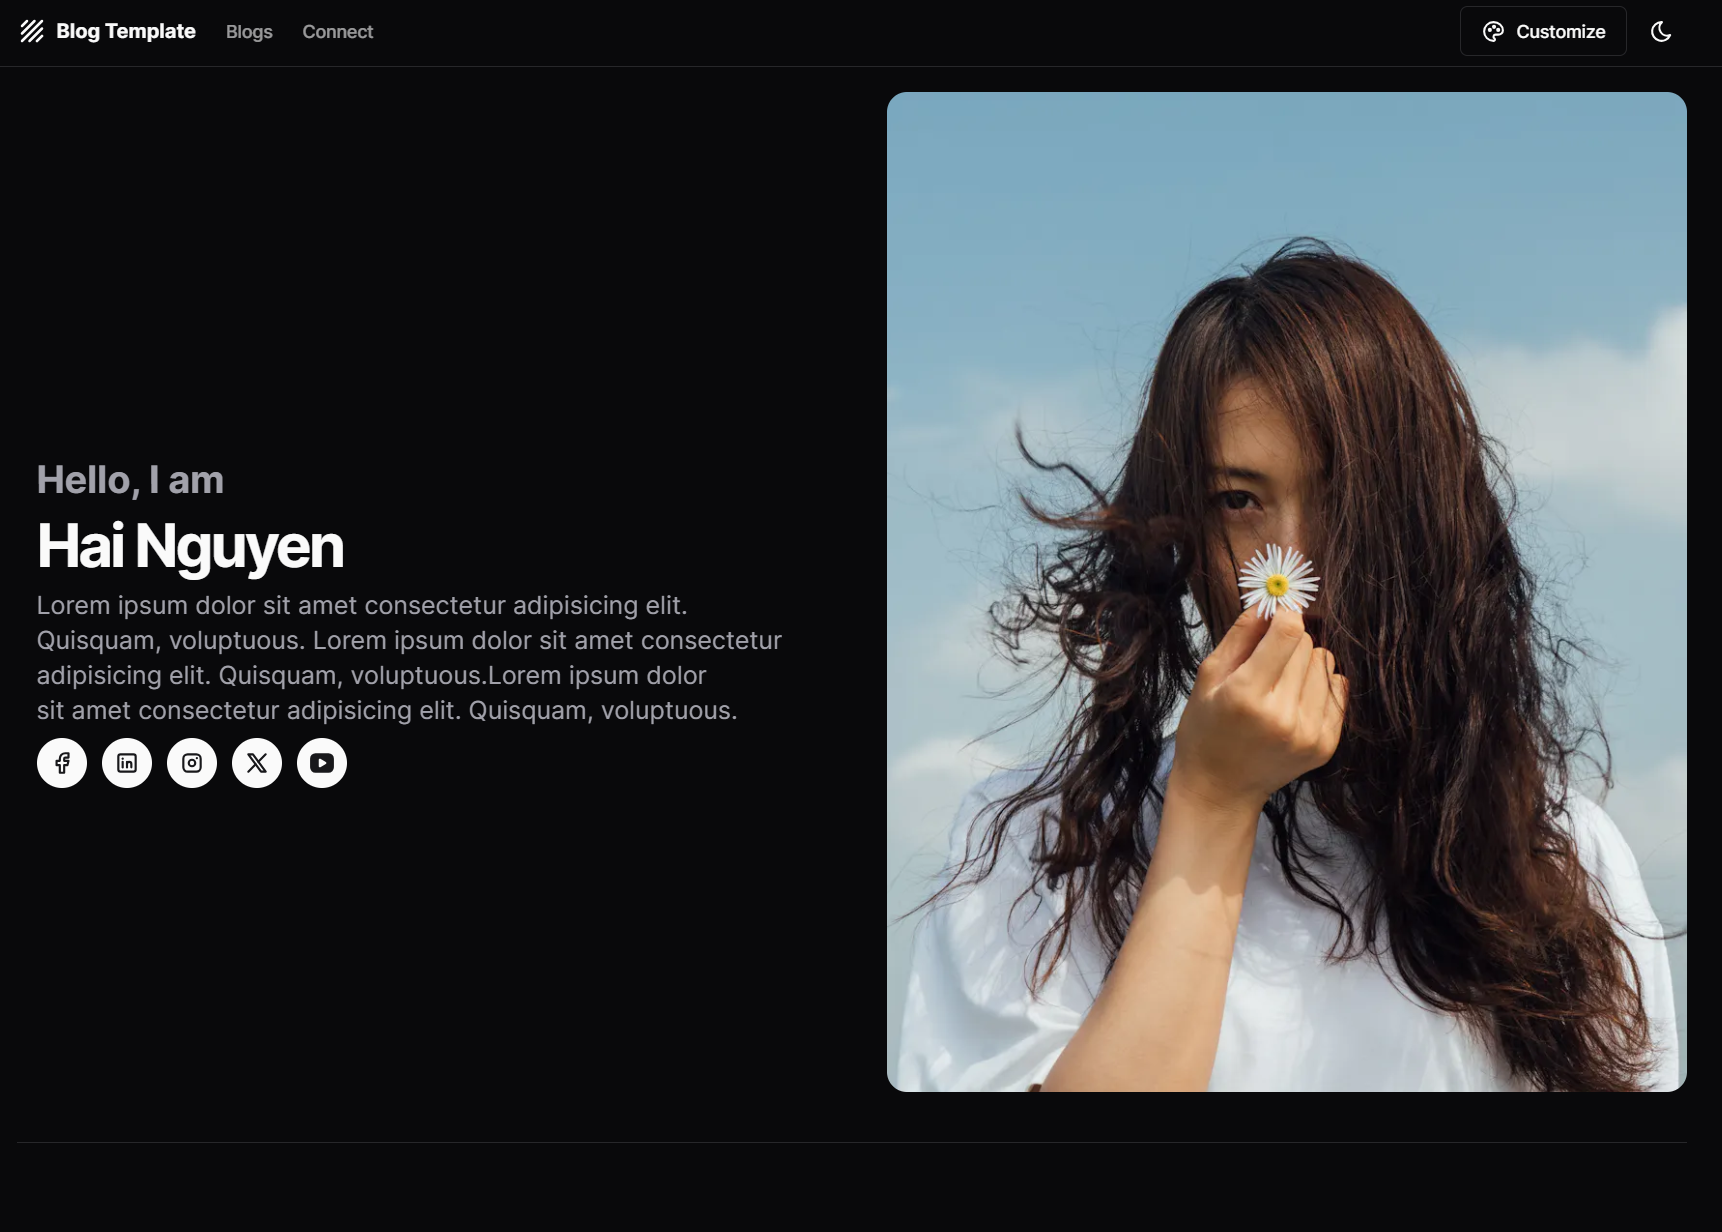 Blog Template
Blogs
Connect
Customize
Hello, I am
Hai Nguyen
Lorem ipsum dolor sit amet consectetur adipisicing elit.
Quisquam, voluptuous. Lorem ipsum dolor sit amet consectetur
adipisicing elit. Quisquam, voluptuous.Lorem ipsum dolor
sit amet consectetur adipisicing elit. Quisquam, voluptuous.